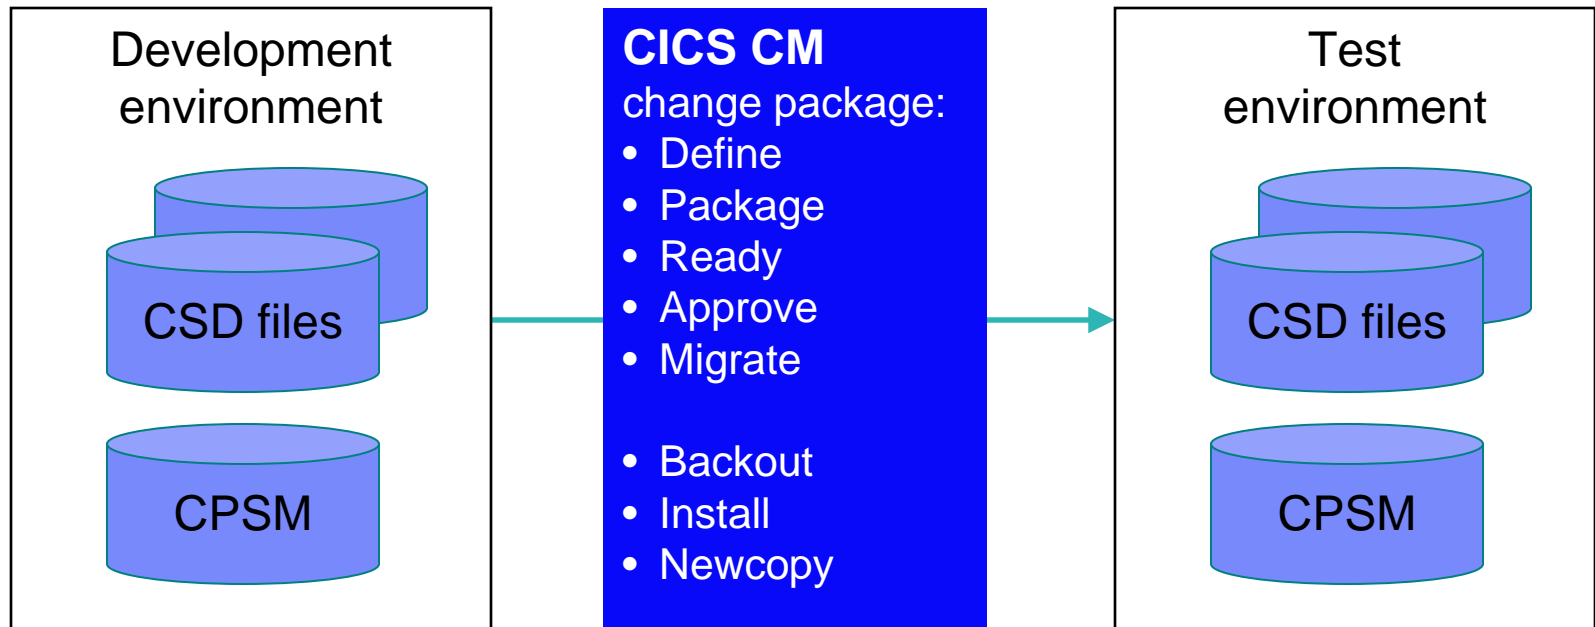 Development
environment
CSD files
CPSM
CICS CM
change package:
• Define
• Package
• Ready
• Approve
• Migrate
• Backout
• Install
• Newcopy
Test
environment
CSD files
CPSM